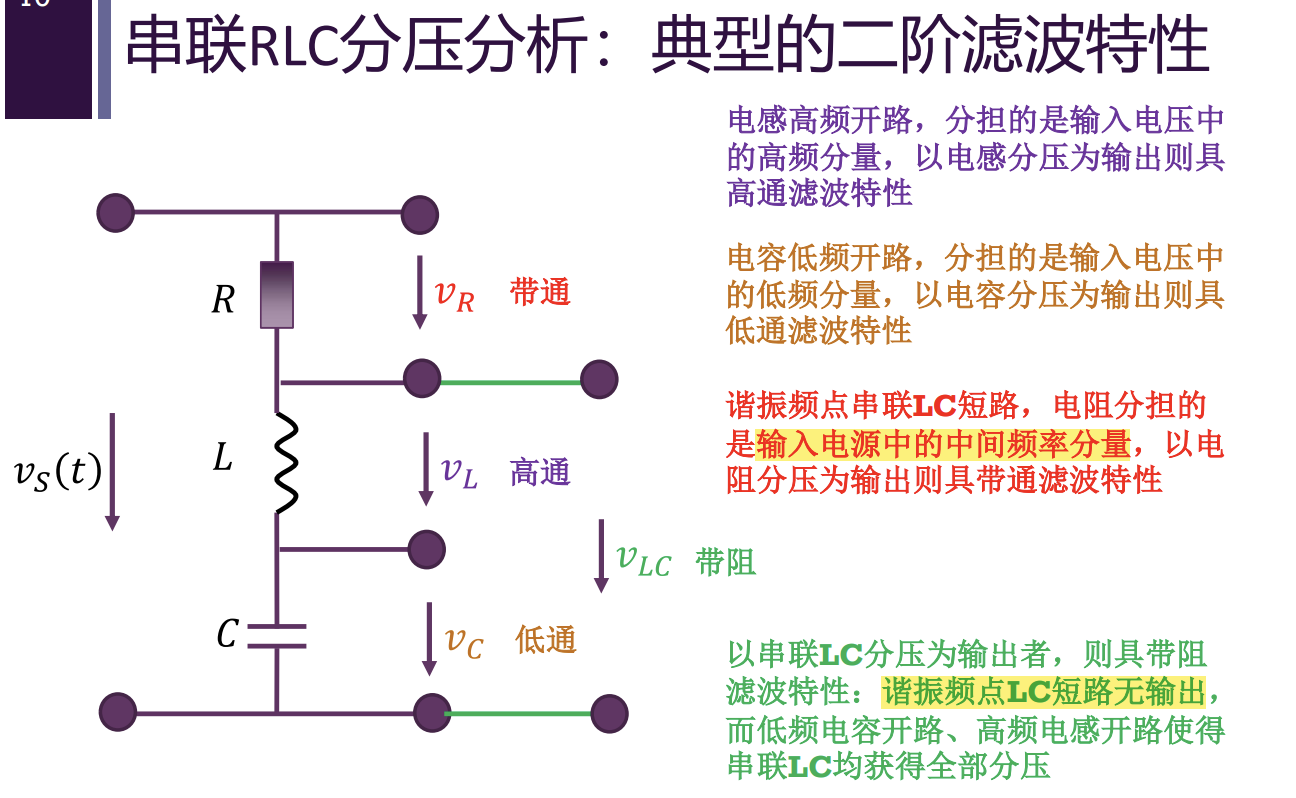 串联RLC分压分析：典型的二阶滤波特性
电感高频开路，分担的是输入电压中
的高频分量，以电感分压为输出则具
高通滤波特性
电容低频开路，分担的是输入电压中
的低频分量，以电容分压为输出则具
低通滤波特性
谐振频点串联LC短路，电阻分担的
是输入电源中的中间频率分量，以电
阻分压为输出则具带通滤波特性
以串联LC分压为输出者，则具带阻
滤波特性：谐振频点LC短路无输出，
而低频电容开路、高频电感开路使得
串联LC均获得全部分压
R
v_R 带通
v_S(t)
L
v_L 高通
v_LC 带阻
C
v_C 低通